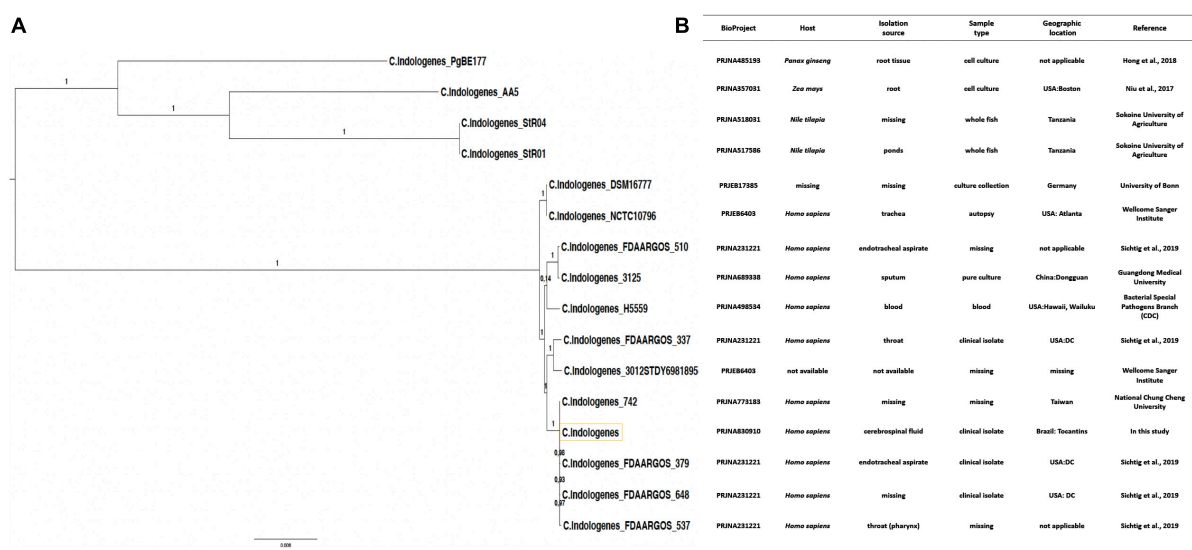 A
B
BioProject Host Isolation source Sample type Geographic location Reference
C.Indologenes_PgBE177 PRJNA485193 Panax ginseng root tissue cell culture not applicable Hong et al., 2018
1
C.Indologenes_AA5 PRJNA357031 Zea mays root cell culture USA:Boston Niu et al., 2017
1
C.Indologenes_StR04 PRJNA518031 Nile tilapia missing whole fish Tanzania Sokoine University of Agriculture
1
C.Indologenes_StR01 PRJNA517586 Nile tilapia ponds whole fish Tanzania Sokoine University of Agriculture
C.Indologenes_DSM16777 PRJEB17385 missing missing culture collection Germany University of Bonn
1
C.Indologenes_NCTC10796 PRJEB6403 Homo sapiens trachea autopsy USA: Atlanta Wellcome Sanger Institute
C.Indologenes_FDAARGOS_510 PRJNA231221 Homo sapiens endotracheal aspirate missing not applicable Sichtig et al., 2019
1
1
C.Indologenes_3125 PRJNA689338 Homo sapiens sputum pure culture China:Dongguan Guangdong Medical University
0,14
C.Indologenes_H5559 PRJNA498534 Homo sapiens blood blood USA:Hawaii, Wailuku Bacterial Special Pathogens Branch (CDC)
1
C.Indologenes_FDAARGOS_337 PRJNA231221 Homo sapiens throat clinical isolate USA:DC Sichtig et al., 2019
1
C.Indologenes_3012STDY6981895 PRJEB6403 not available not available missing missing Wellcome Sanger Institute
1
C.Indologenes_742 PRJNA773183 Homo sapiens missing missing Taiwan National Chung Cheng University
1
C.Indologenes PRJNA830910 Homo sapiens cerebrospinal fluid clinical isolate Brazil: Tocantins In this study
0,98
C.Indologenes_FDAARGOS_379 PRJNA231221 Homo sapiens endotracheal aspirate clinical isolate USA:DC Sichtig et al., 2019
0,93
C.Indologenes_FDAARGOS_648 PRJNA231221 Homo sapiens missing clinical isolate USA: DC Sichtig et al., 2019
0,97
C.Indologenes_FDAARGOS_537 PRJNA231221 Homo sapiens throat (pharynx) missing not applicable Sichtig et al., 2019